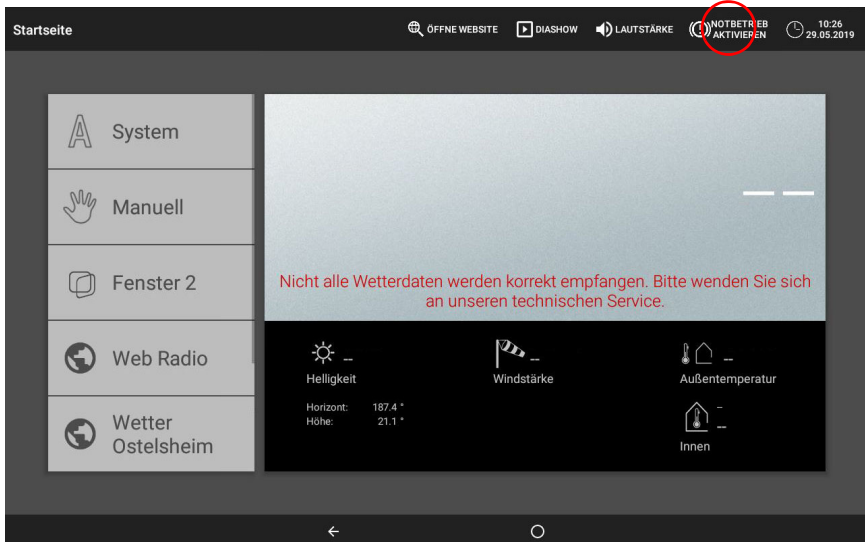 Startseite
ÖFFNE WEBSITE
DIASHOW
LAUTSTÄRKE
NOTBETRIEB
AKTIVIEREN
10:26
29.05.2019
System
Manuell
Fenster 2
Web Radio
Wetter
Ostelsheim
-- --
Nicht alle Wetterdaten werden korrekt empfangen. Bitte wenden Sie sich
an unseren technischen Service.
--
Helligkeit
Horizont: 187.4 °
Höhe: 21.1 °
--
Windstärke
--
Außentemperatur
-
--
Innen